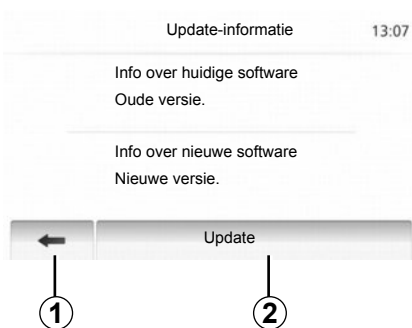 Update-informatie 13:07
Info over huidige software
Oude versie.
Info over nieuwe software
Nieuwe versie.
Update
1 2